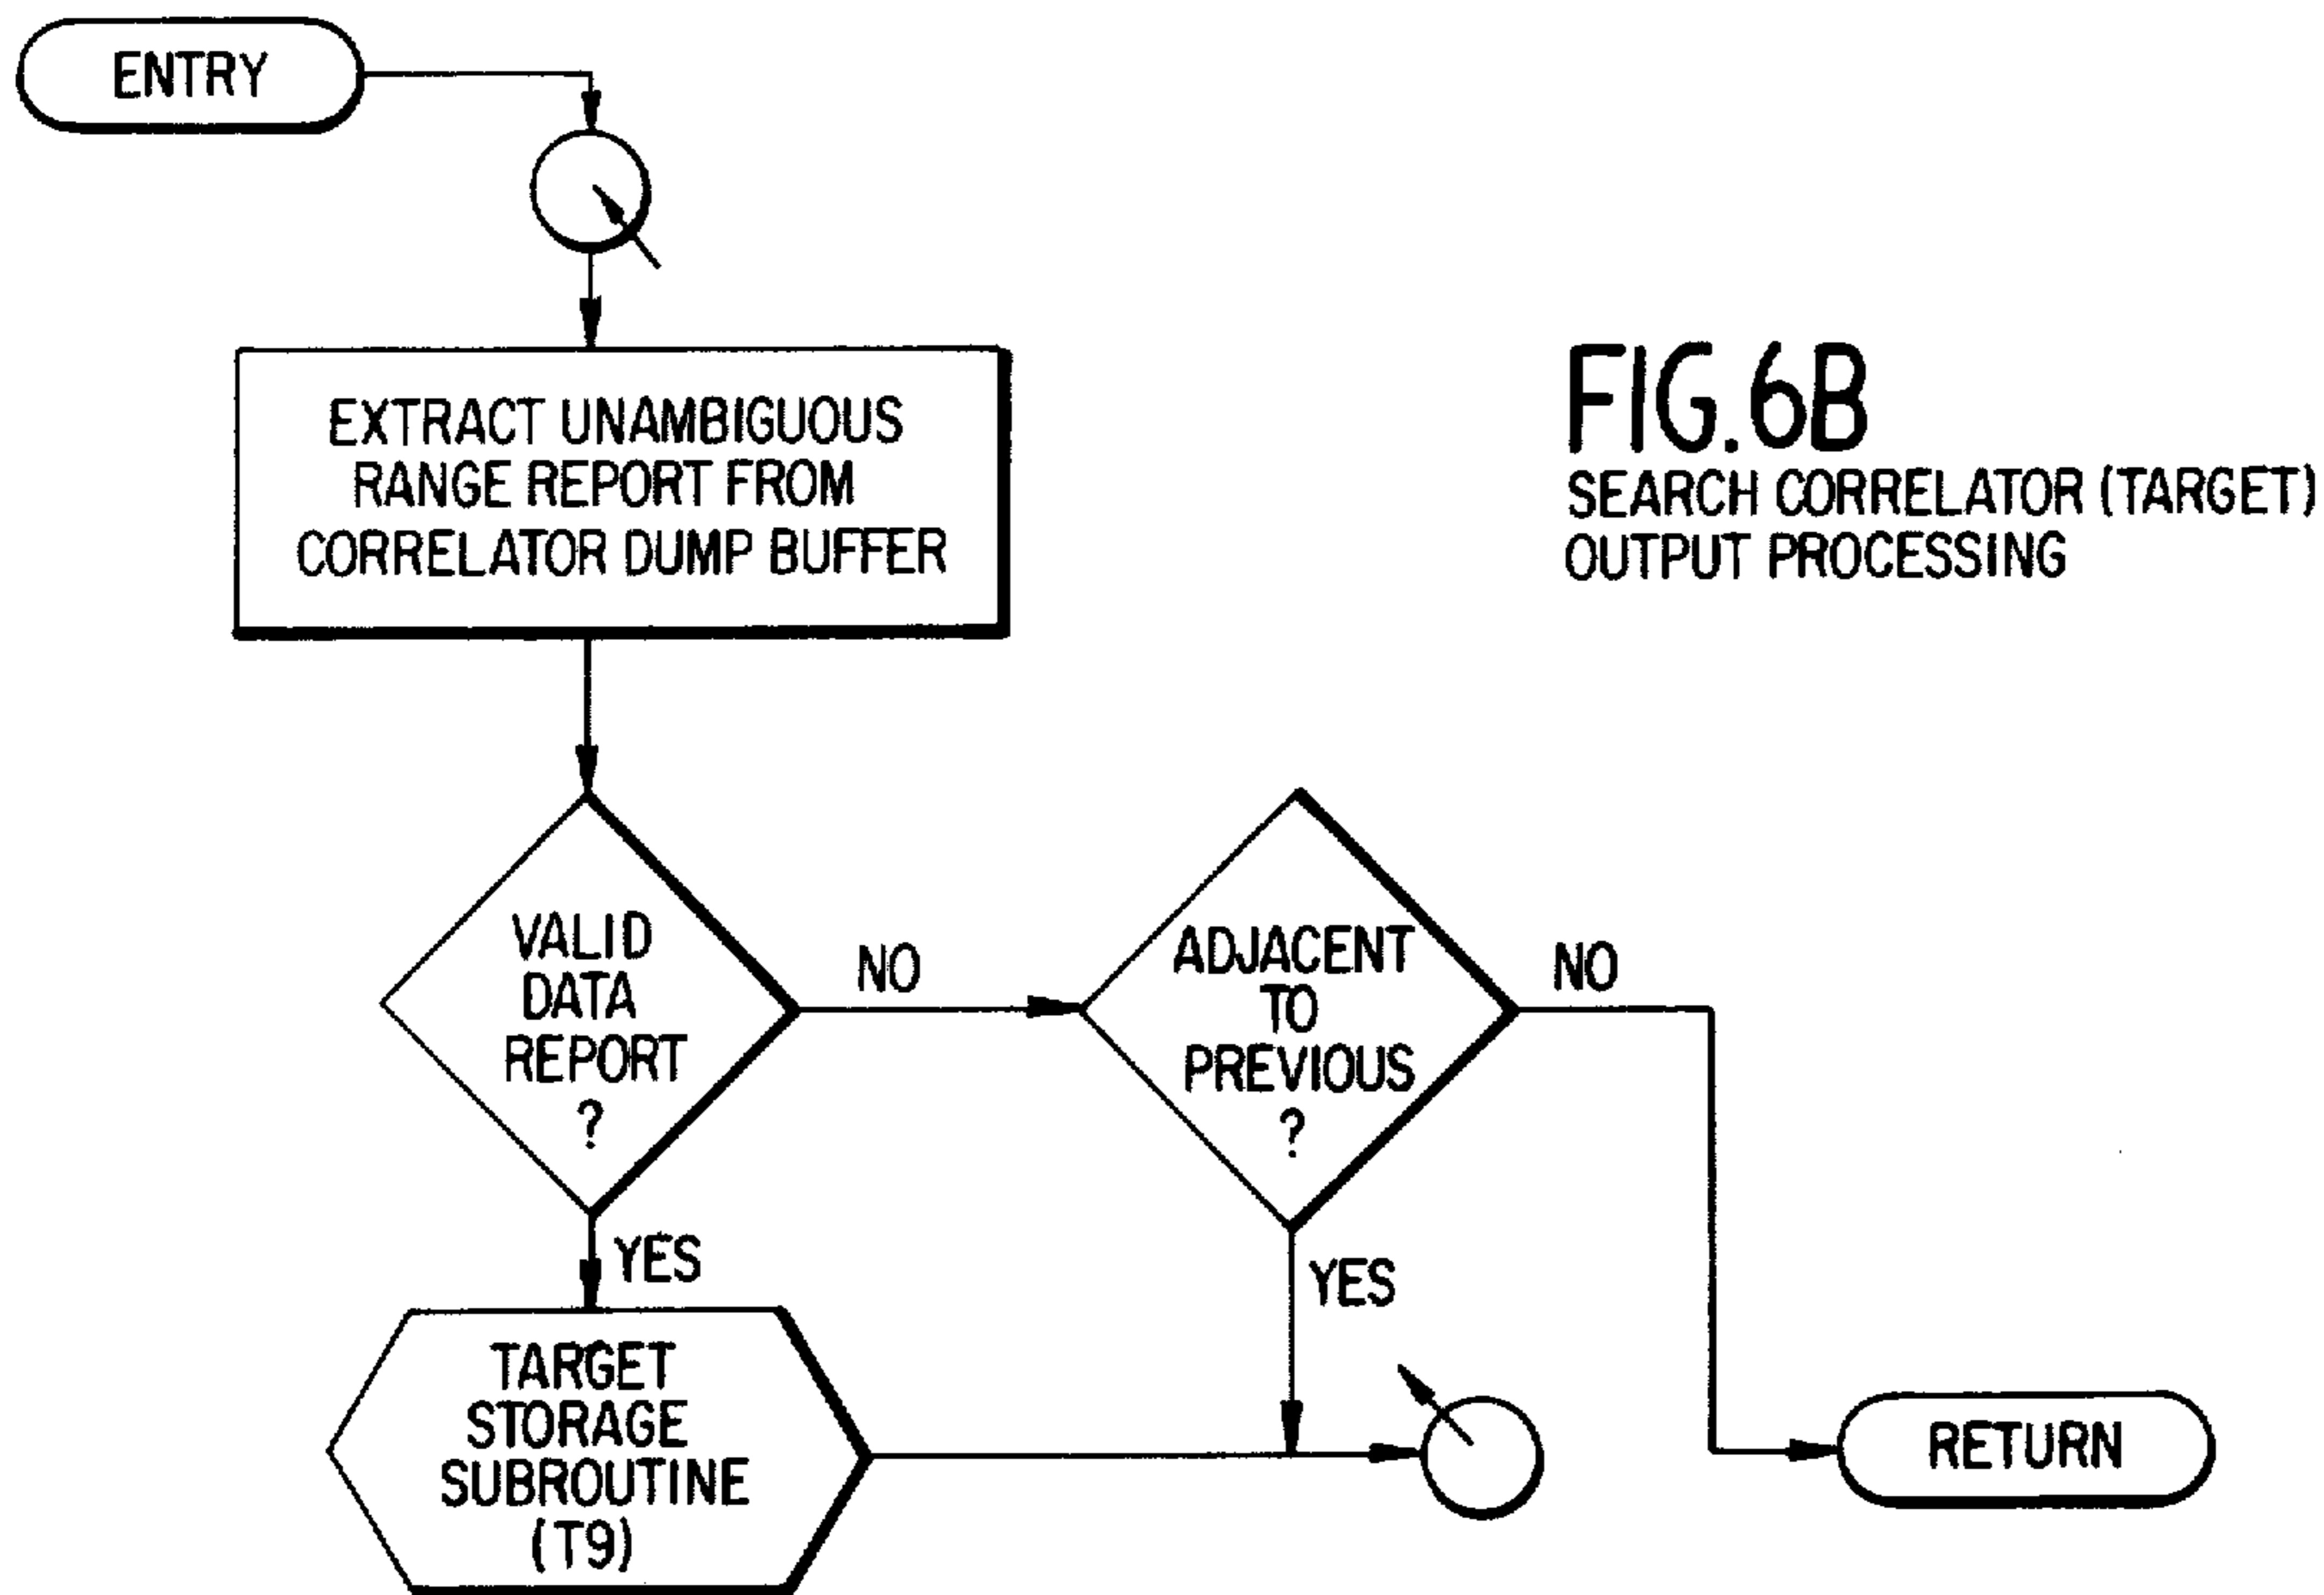 ENTRY
EXTRACT UNAMBIGUOUS
RANGE REPORT FROM
CORRELATOR DUMP BUFFER
FIG.6B
SEARCH CORRELATOR (TARGET)
OUTPUT PROCESSING
VALID
DATA
REPORT
?
NO
ADJACENT
TO
PREVIOUS
?
NO
YES
YES
TARGET
STORAGE
SUBROUTINE
(T9)
RETURN